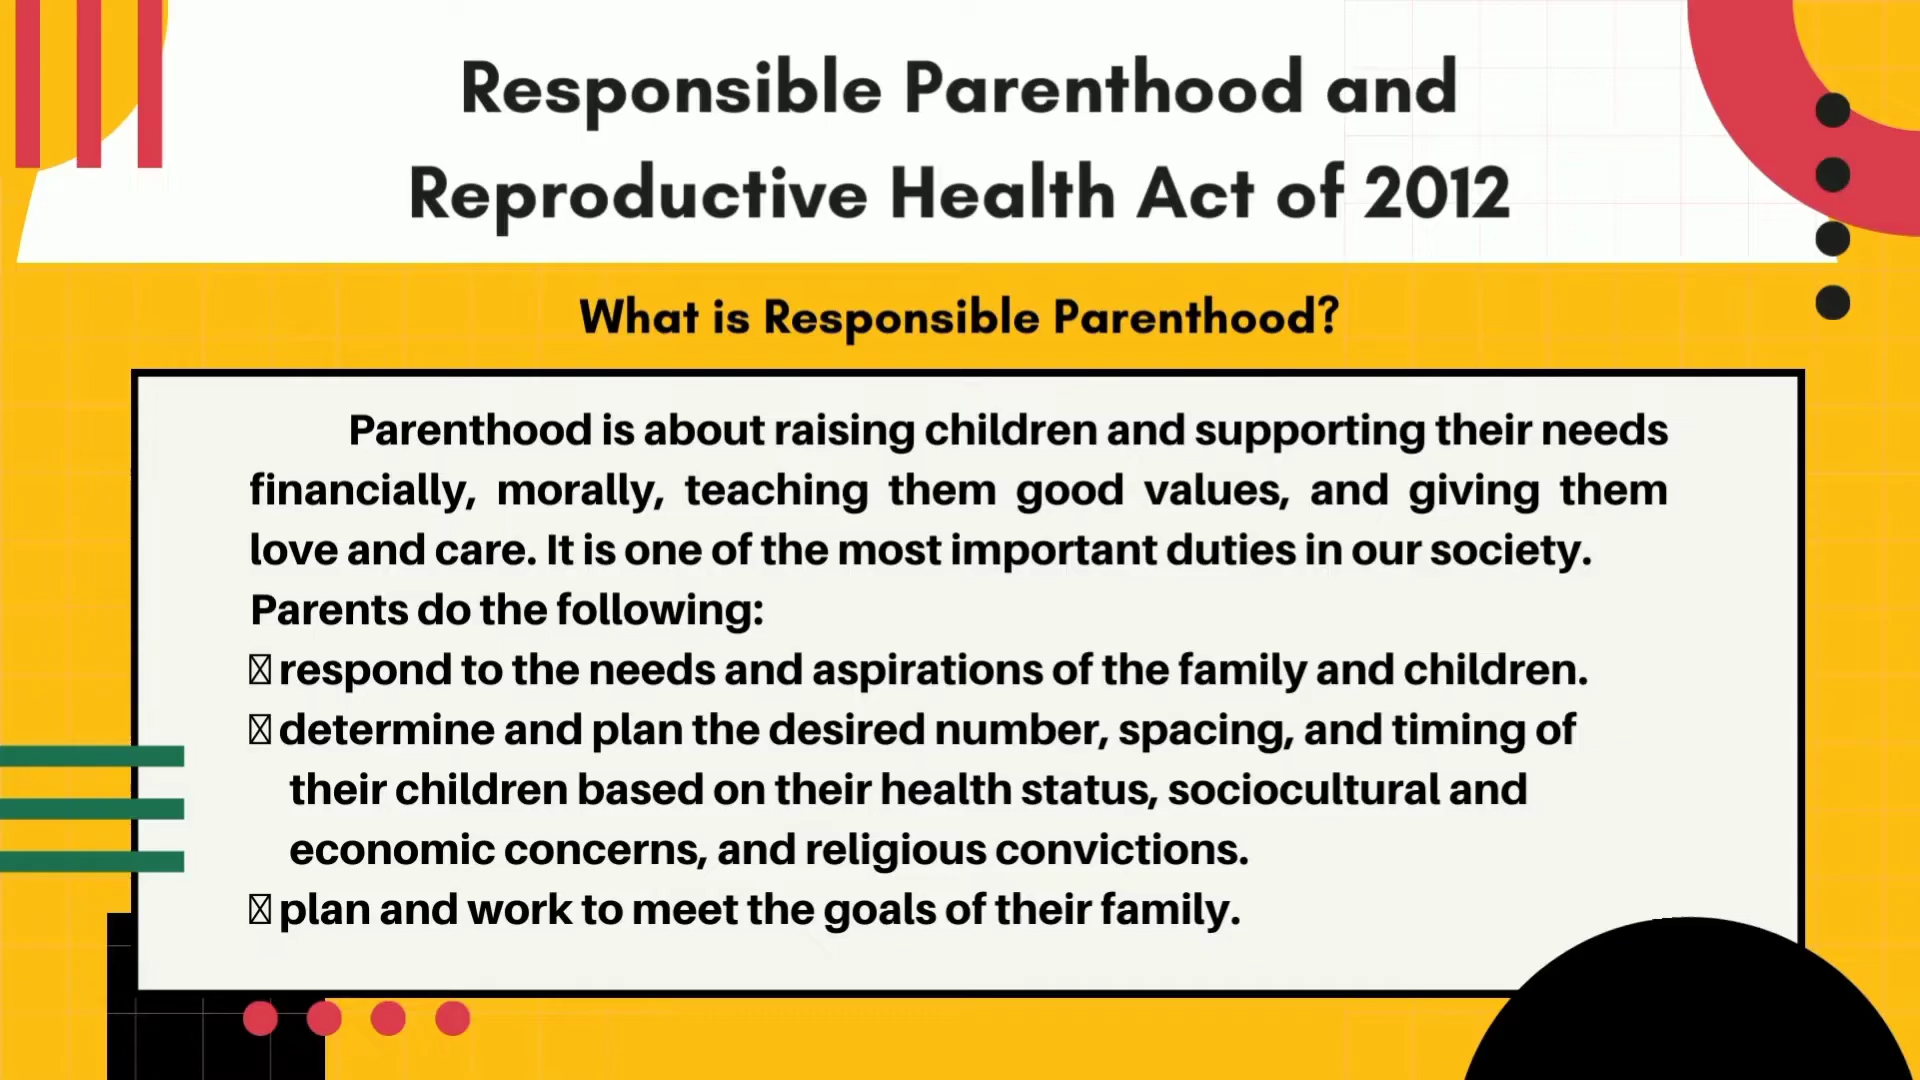 Responsible Parenthood and
Reproductive Health Act of 2012
What is Responsible Parenthood?
Parenthood is about raising children and supporting their needs
financially, morally, teaching them good values, and giving them
love and care. It is one of the most important duties in our society.
Parents do the following:
respond to the needs and aspirations of the family and children.
determine and plan the desired number, spacing, and timing of
their children based on their health status, sociocultural and
economic concerns, and religious convictions.
plan and work to meet the goals of their family.